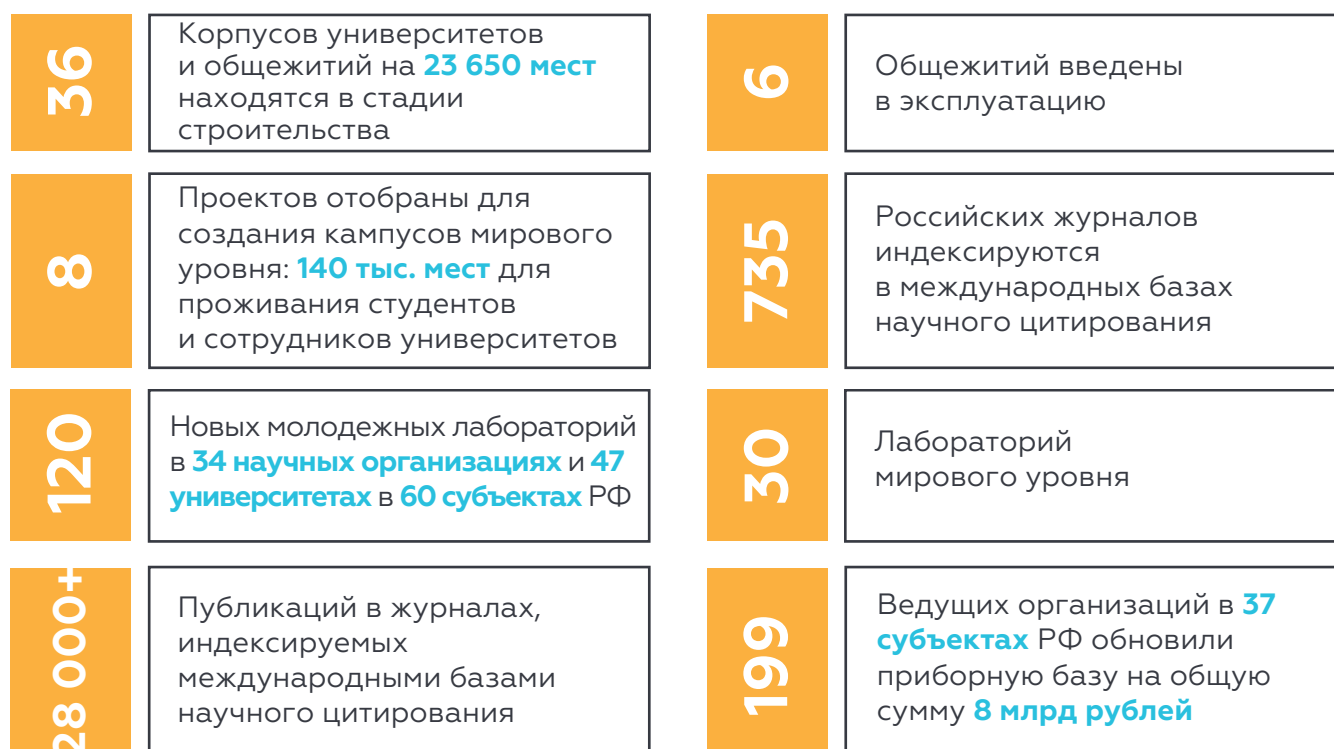 36
Корпусов университетов
и общежитий на 23 650 мест
находятся в стадии
строительства
6
Общежитий введены
в эксплуатацию
8
Проектов отобраны для
создания кампусов мирового
уровня: 140 тыс. мест для
проживания студентов
и сотрудников университетов
735
Российских журналов
индексируются
в международных базах
научного цитирования
120
Новых молодежных лабораторий
в 34 научных организациях и 47
университетах в 60 субъектах РФ
30
Лабораторий
мирового уровня
28 000+
Публикаций в журналах,
индексируемых
международными базами
научного цитирования
199
Ведущих организаций в 37
субъектах РФ обновили
приборную базу на общую
сумму 8 млрд рублей